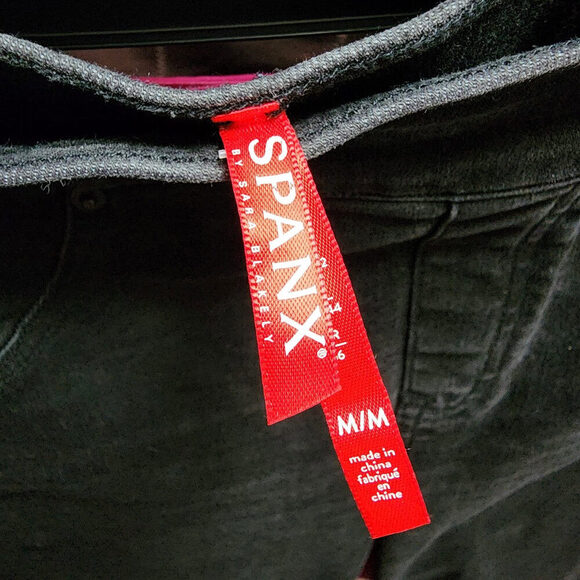 SPANX®
BY SARA BLAKELY
M/M
made in
china
fabriqué
en
chine